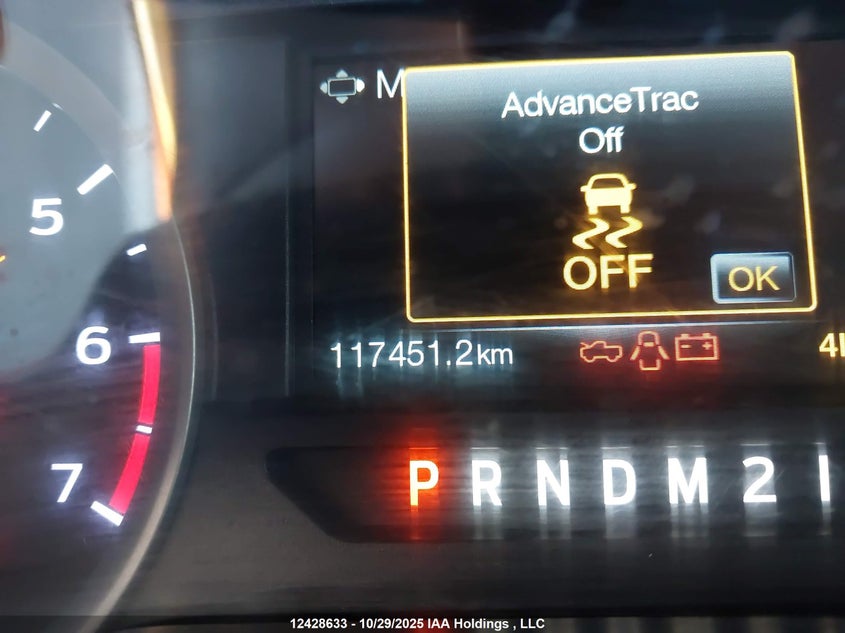 M
AdvanceTrac
Off
OFF
OK
5
6
7
117451.2km
P R N D M 2
12428633 - 10/29/2025 IAA Holdings , LLC